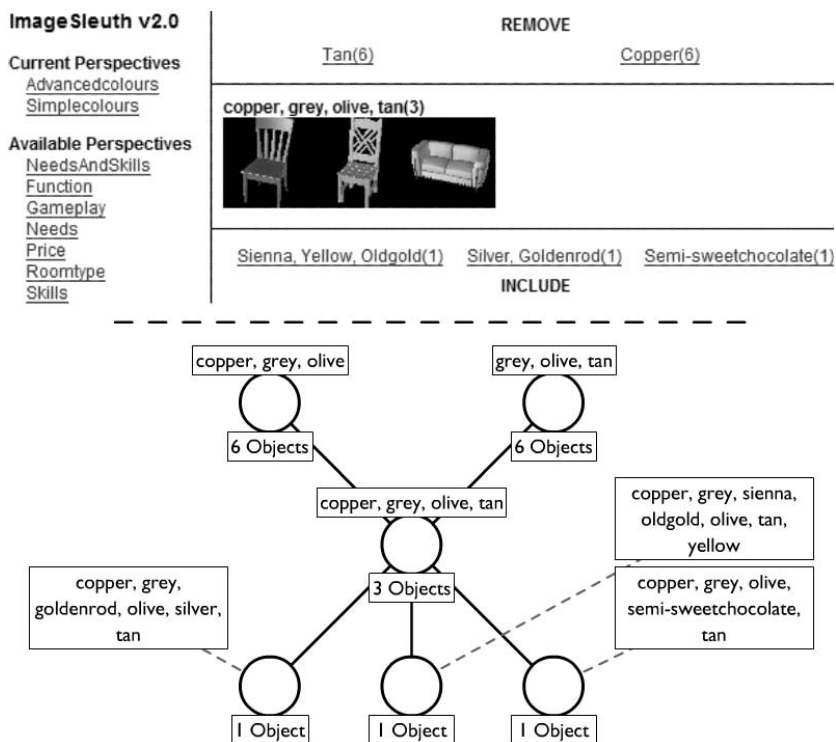 ImageSleuth v2.0
Current Perspectives
Advancedcolours
Simplecolours
Available Perspectives
NeedsAndSkills
Function
Gameplay
Needs
Price
Roomtype
Skills
REMOVE
Tan(6) Copper(6)
copper, grey, olive, tan(3)
Sienna, Yellow, Oldgold(1) Silver, Goldenrod(1) Semi-sweetchocolate(1)
INCLUDE
copper, grey, olive
6 Objects
grey, olive, tan
6 Objects
copper, grey, olive, tan
3 Objects
copper, grey, sienna,
oldgold, olive, tan,
yellow
copper, grey,
goldenrod, olive, silver,
tan
copper, grey, olive,
semi-sweetchocolate,
tan
1 Object
1 Object
1 Object